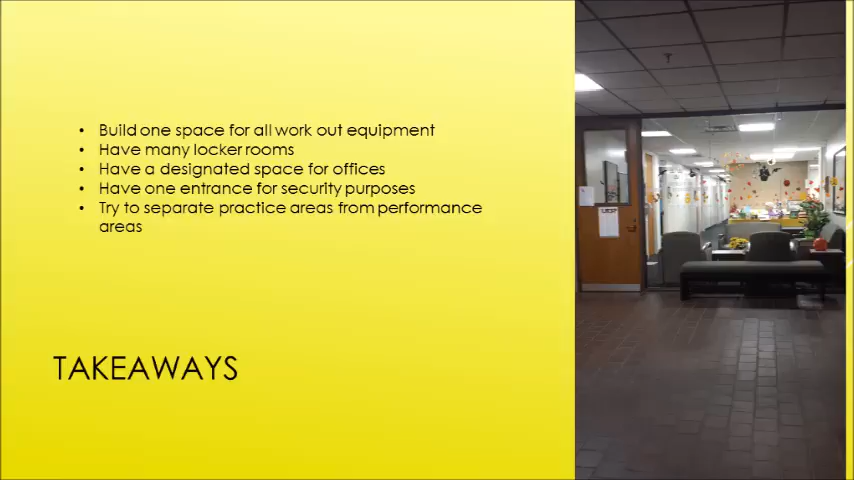 • Build one space for all work out equipment
• Have many locker rooms
• Have a designated space for offices
• Have one entrance for security purposes
• Try to separate practice areas from performance
areas
TAKEAWAYS